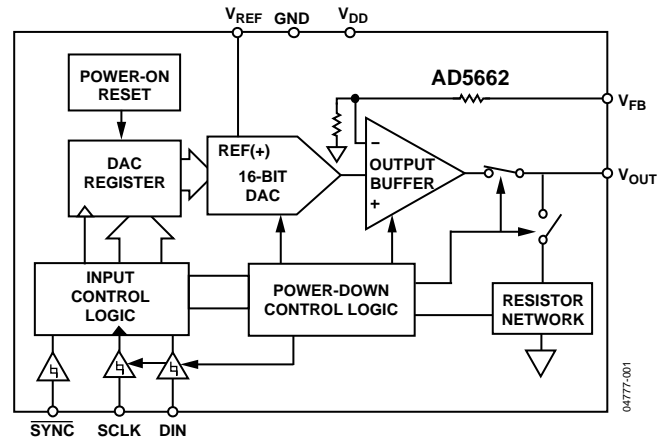 VREF GND VDD
POWER-ON
RESET
AD5662
VFB
DAC
REGISTER
REF(+)
16-BIT
DAC
–
OUTPUT
BUFFER
+
VOUT
INPUT
CONTROL
LOGIC
POWER-DOWN
CONTROL LOGIC
RESISTOR
NETWORK
SYNC SCLK DIN
04777-001